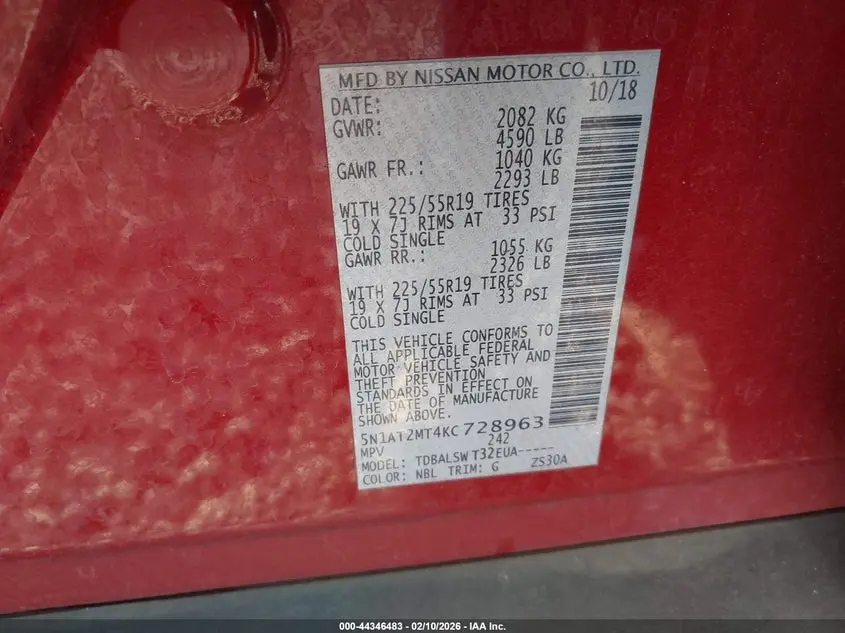 MFD BY NISSAN MOTOR CO., LTD.
DATE: 10/18
GVWR: 2082 KG
4590 LB
GAWR FR.: 1040 KG
2293 LB
WITH 225/55R19 TIRES
19 X 7J RIMS AT 33 PSI
COLD SINGLE
GAWR RR.: 1055 KG
2326 LB
WITH 225/55R19 TIRES
19 X 7J RIMS AT 33 PSI
COLD SINGLE
THIS VEHICLE CONFORMS TO
ALL APPLICABLE FEDERAL
MOTOR VEHICLE SAFETY AND
THEFT PREVENTION
STANDARDS IN EFFECT ON
THE DATE OF MANUFACTURE
SHOWN ABOVE.
5N1AT2MT4KC728963
MPV 242
MODEL: TDBALSW T32EUA-----
COLOR: NBL TRIM: G ZS30A
000-44346483 - 02/10/2026 - IAA Inc.